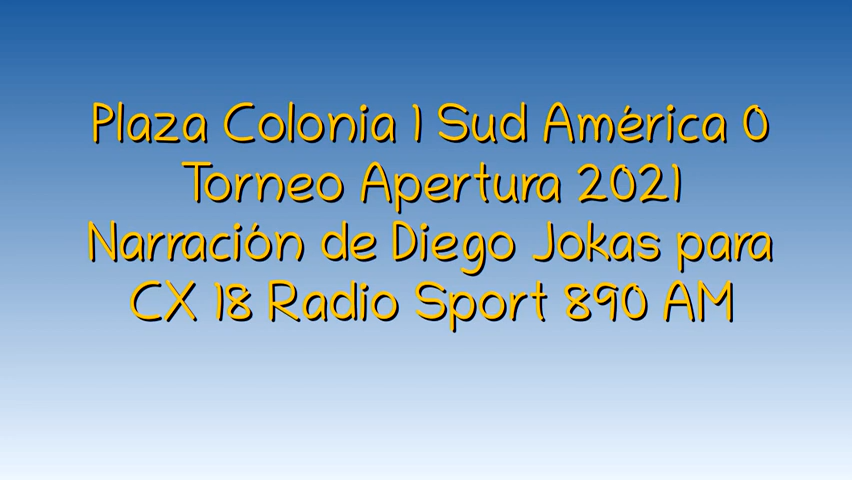 Plaza Colonia 1 Sud América 0
Torneo Apertura 2021
Narración de Diego Jokas para
CX 18 Radio Sport 890 AM